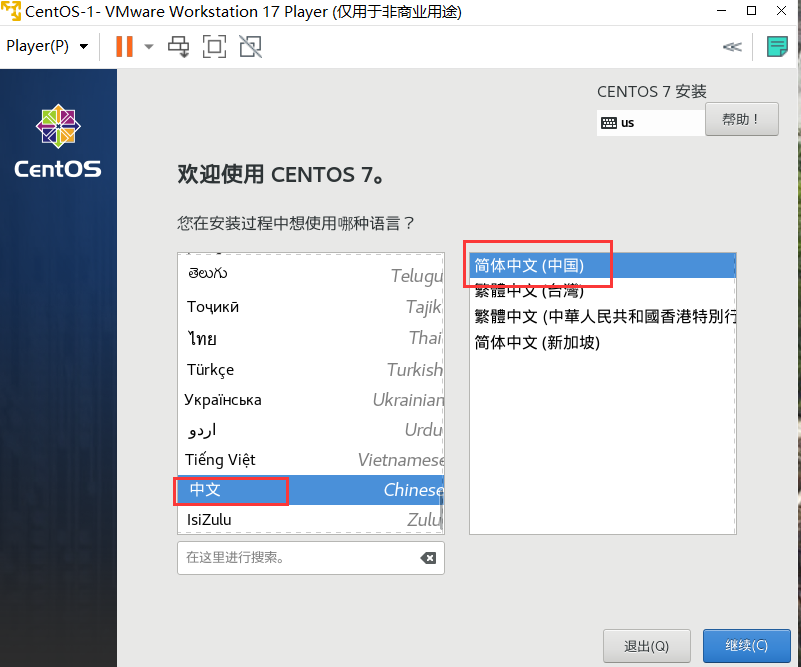 CentOS-1- VMware Workstation 17 Player (仅用于非商业用途)
Player(P)
CentOS
CENTOS 7 安装
us
帮助！
欢迎使用 CENTOS 7。
您在安装过程中想使用哪种语言？
తెలుగు Telugu
Тоҷикӣ Tajik
ไทย Thai
Türkçe Turkish
Українська Ukrainian
اردو Urdu
Tiếng Việt Vietnamese
中文 Chinese
IsiZulu Zulu
简体中文 (中国)
繁體中文 (台灣)
繁體中文 (中華人民共和國香港特別行
简体中文 (新加坡)
在这里进行搜索。
退出(Q)
继续(C)